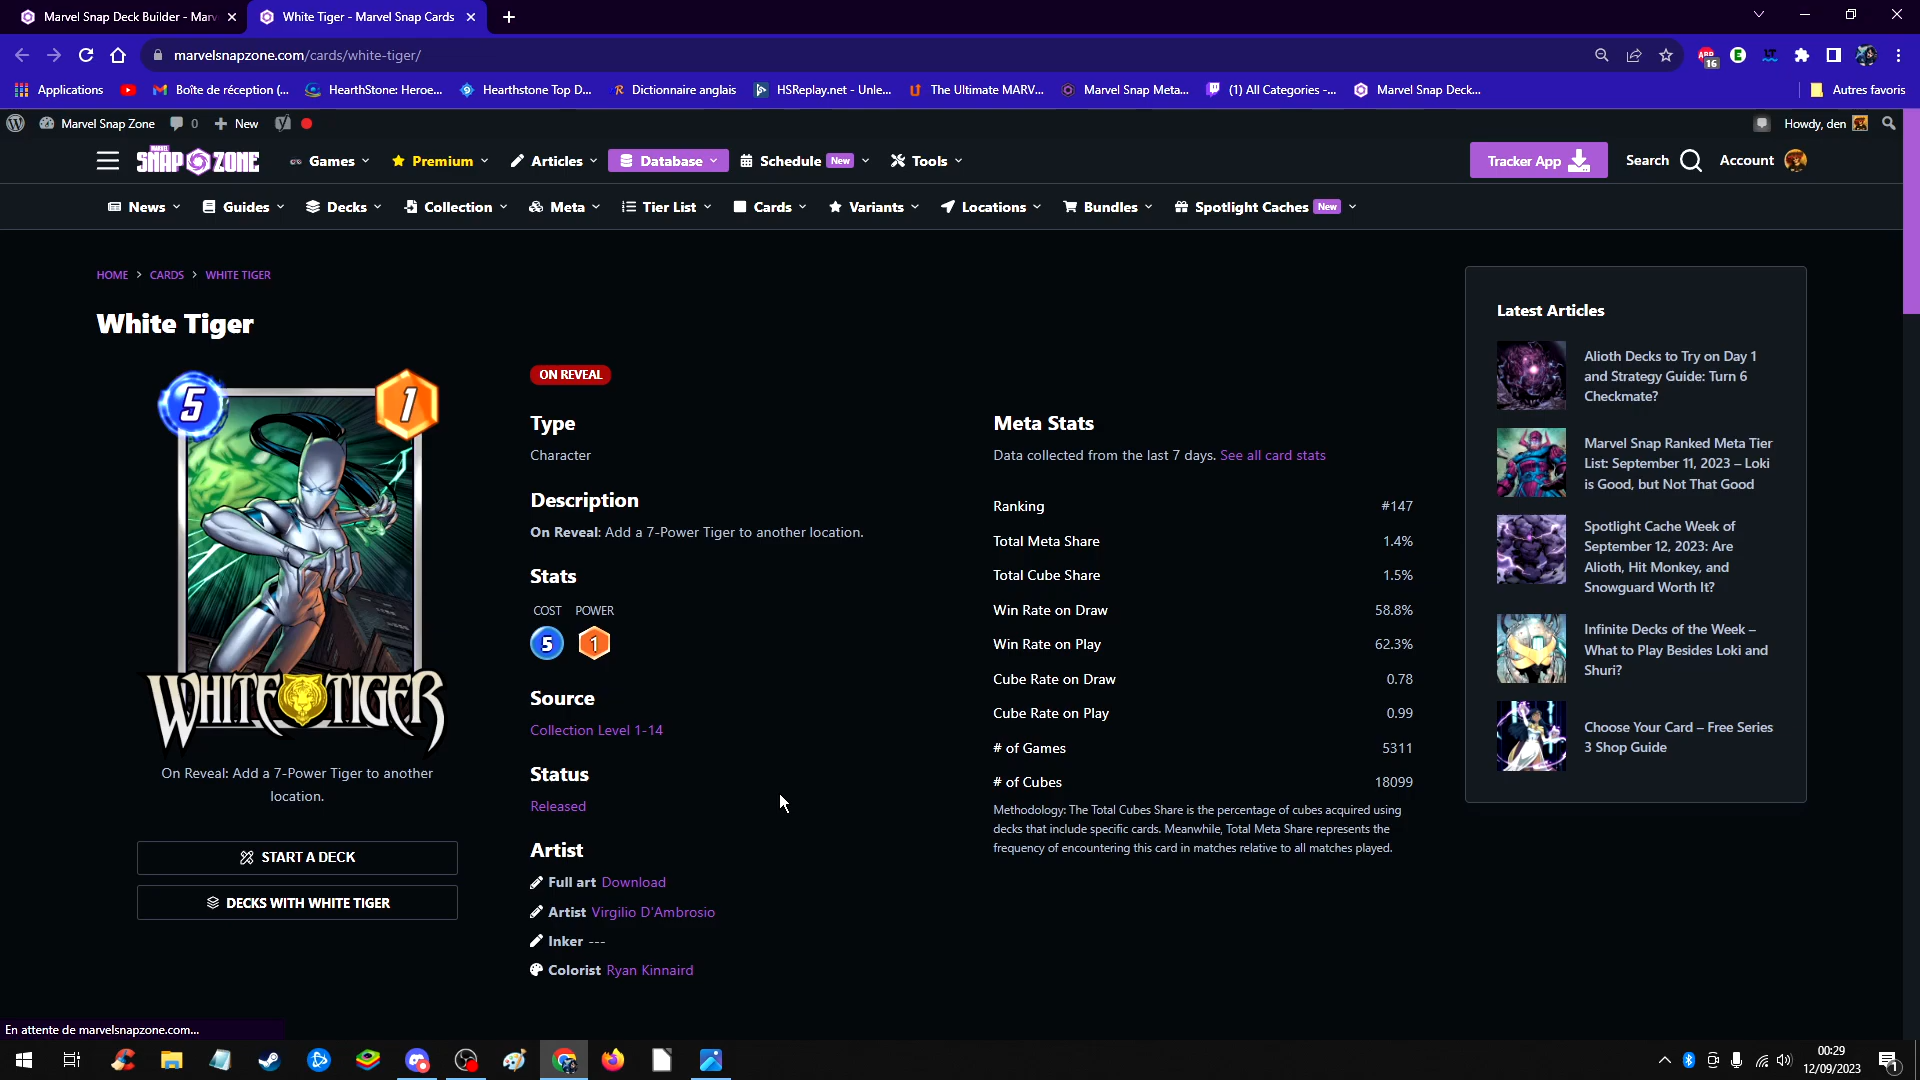 Marvel Snap Deck Builder - Marv
White Tiger - Marvel Snap Cards
marvelsnapzone.com/cards/white-tiger/
ABP
16
E
LT
Applications
Boîte de réception (...
HearthStone: Heroe...
Hearthstone Top D...
Dictionnaire anglais
HSReplay.net - Unle...
The Ultimate MARV...
Marvel Snap Meta...
(1) All Categories -...
Marvel Snap Deck...
Autres favoris
Marvel Snap Zone
0
New
Howdy, den
MARVEL
SNAP ZONE
Games
Premium
Articles
Database
Schedule New
Tools
Tracker App
Search
Account
News
Guides
Decks
Collection
Meta
Tier List
Cards
Variants
Locations
Bundles
Spotlight Caches New
HOME > CARDS > WHITE TIGER
White Tiger
5
1
WHITE TIGER
On Reveal: Add a 7-Power Tiger to another
location.
START A DECK
DECKS WITH WHITE TIGER
ON REVEAL
Type
Character
Description
On Reveal: Add a 7-Power Tiger to another location.
Stats
COST POWER
5 1
Source
Collection Level 1-14
Status
Released
Artist
Full art Download
Artist Virgilio D'Ambrosio
Inker ---
Colorist Ryan Kinnaird
Meta Stats
Data collected from the last 7 days. See all card stats
Ranking #147
Total Meta Share 1.4%
Total Cube Share 1.5%
Win Rate on Draw 58.8%
Win Rate on Play 62.3%
Cube Rate on Draw 0.78
Cube Rate on Play 0.99
# of Games 5311
# of Cubes 18099
Methodology: The Total Cubes Share is the percentage of cubes acquired using
decks that include specific cards. Meanwhile, Total Meta Share represents the
frequency of encountering this card in matches relative to all matches played.
Latest Articles
Alioth Decks to Try on Day 1
and Strategy Guide: Turn 6
Checkmate?
Marvel Snap Ranked Meta Tier
List: September 11, 2023 – Loki
is Good, but Not That Good
Spotlight Cache Week of
September 12, 2023: Are
Alioth, Hit Monkey, and
Snowguard Worth It?
Infinite Decks of the Week –
What to Play Besides Loki and
Shuri?
Choose Your Card – Free Series
3 Shop Guide
En attente de marvelsnapzone.com...
00:29
12/09/2023
1